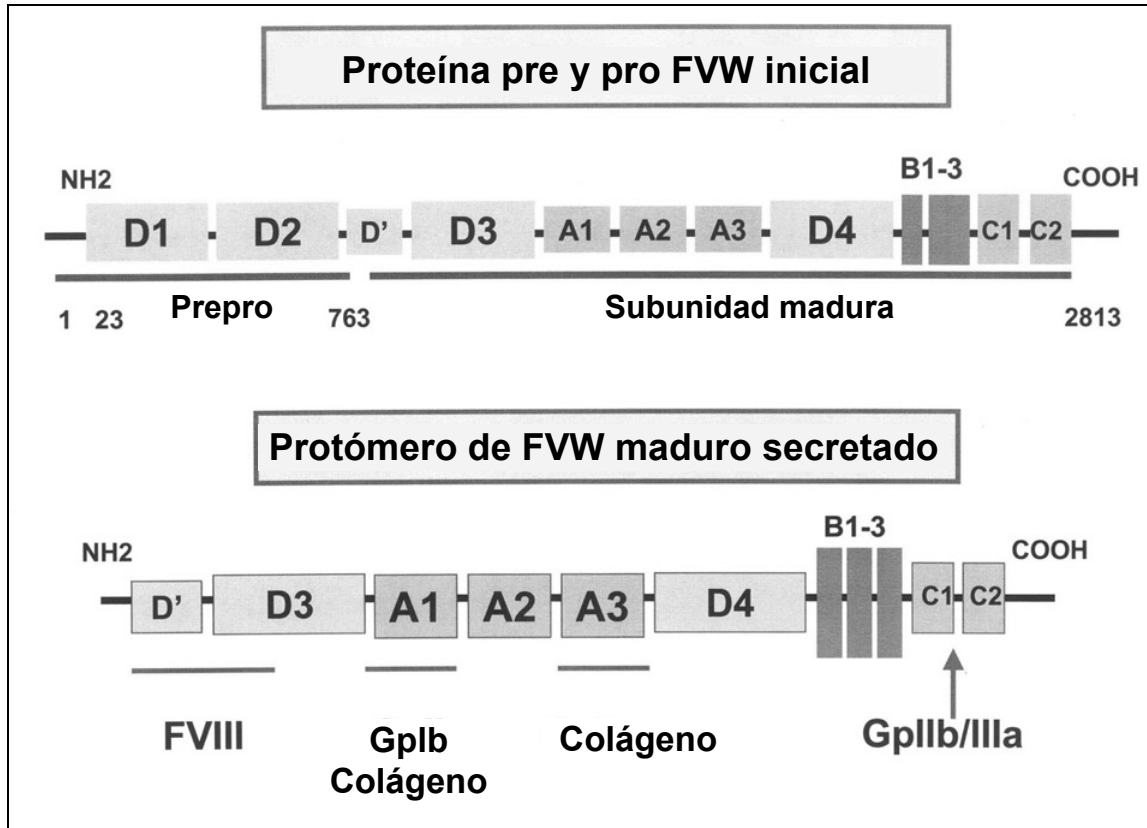 Proteína pre y pro FVW inicial
NH2
B1-3
COOH
D1 D2 D' D3 A1 A2 A3 D4 C1 C2
Prepro Subunidad madura
1 23 763 2813
Protómero de FVW maduro secretado
B1-3
NH2
COOH
D' D3 A1 A2 A3 D4 C1 C2
FVIII GpIb Colágeno GpIIb/IIIa
Colágeno